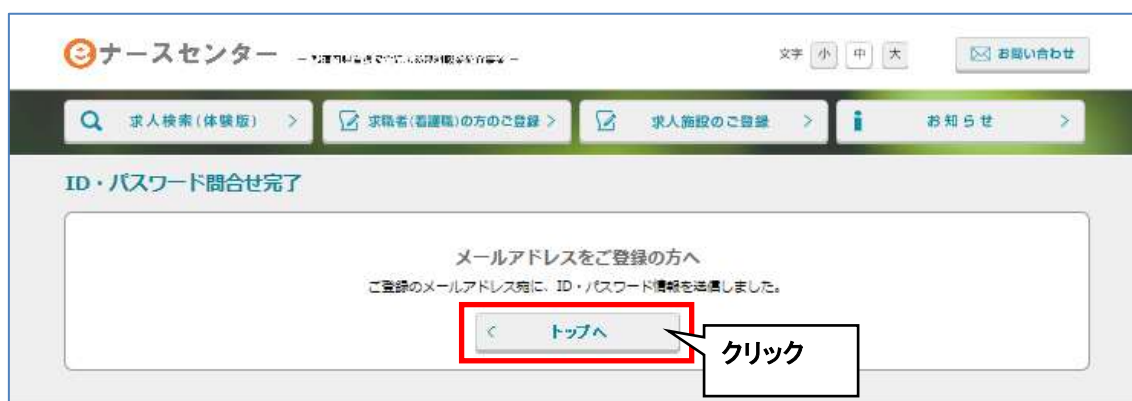 eナースセンター
文字 小 中 大
お問い合わせ
求人検索(体験版) >
求職者(看護職)の方のご登録 >
求人施設のご登録 >
お知らせ >
ID・パスワード問合せ完了
メールアドレスをご登録の方へ
ご登録のメールアドレス宛に、ID・パスワード情報を送信しました。
< トップへ
クリック